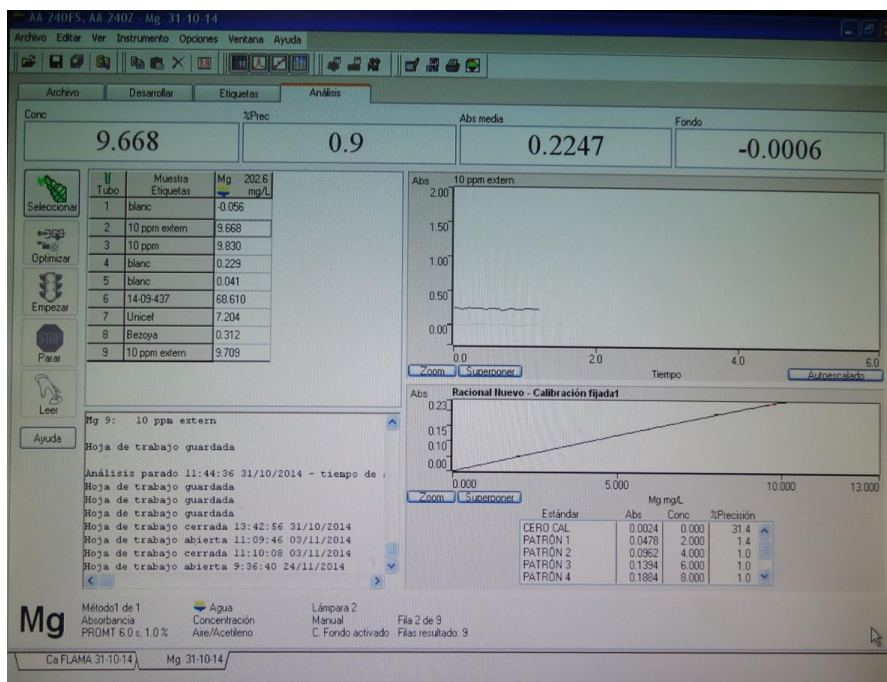 AA 240FS, AA 240Z - Mg 31-10-14
Archivo Editar Ver Instrumento Opciones Ventana Ayuda
Archivo Desarrollar Etiquetas Análisis
Conc %Prec Abs media Fondo
9.668 0.9 0.2247 -0.0006
Seleccionar
Optimizar
Empezar
STOP
Parar
Leer
Ayuda
Tubo Muestra Etiquetas Mg 202.6 mg/L
1 blanc -0.056
2 10 ppm extern 9.668
3 10 ppm 9.830
4 blanc 0.229
5 blanc 0.041
6 14-09-437 68.610
7 Unicef 7.204
8 Bezoya 0.312
9 10 ppm extern 9.709
Abs 10 ppm extern
2.00
1.50
1.00
0.50
0.00
0.0 2.0 4.0 6.0
Zoom Superponer Tiempo Autoescalado
Abs Racional Nuevo - Calibración fijada1
0.23
0.15
0.10
0.00
0.000 5.000 10.000 13.000
Zoom Superponer Mg mg/L
Estándar Abs Conc %Precisión
CERO CAL 0.0024 0.000 31.4
PATRÓN 1 0.0478 2.000 1.4
PATRÓN 2 0.0962 4.000 1.0
PATRÓN 3 0.1394 6.000 1.0
PATRÓN 4 0.1884 8.000 1.0
Mg 9: 10 ppm extern
Hoja de trabajo guardada
Análisis parado 11:44:36 31/10/2014 - tiempo de
Hoja de trabajo guardada
Hoja de trabajo guardada
Hoja de trabajo guardada
Hoja de trabajo cerrada 13:42:56 31/10/2014
Hoja de trabajo abierta 11:09:46 03/11/2014
Hoja de trabajo cerrada 11:10:08 03/11/2014
Hoja de trabajo abierta 9:36:40 24/11/2014
Mg
Método1 de 1 Agua Lámpara 2
Absorbancia Concentración Manual Fila 2 de 9
PROMT 6.0 s, 1.0 % Aire/Acetileno C. Fondo activado Filas resultado: 9
Ca FLAMA 31-10-14 Mg 31-10-14